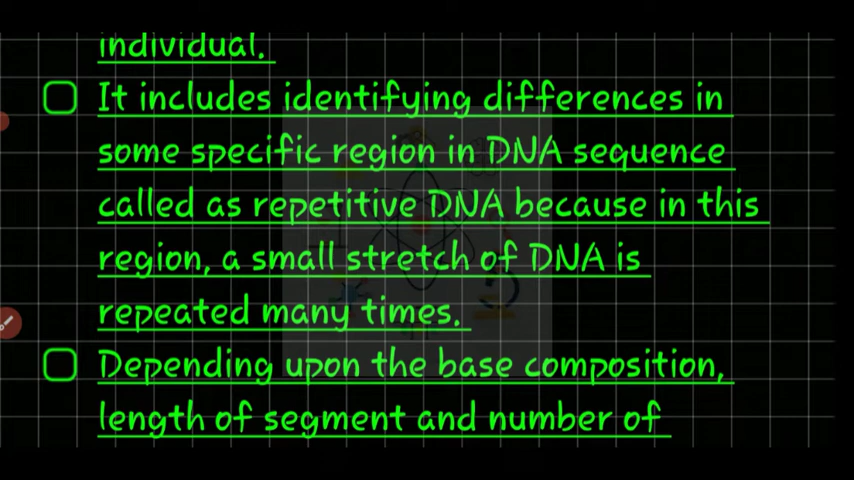 individual.
It includes identifying differences in
some specific region in DNA sequence
called as repetitive DNA because in this
region, a small stretch of DNA is
repeated many times.
Depending upon the base composition,
length of segment and number of